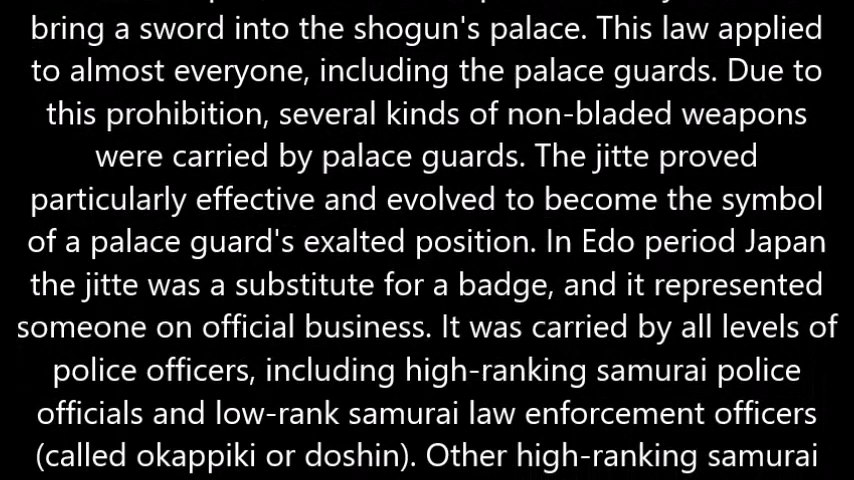 bring a sword into the shogun's palace. This law applied
to almost everyone, including the palace guards. Due to
this prohibition, several kinds of non-bladed weapons
were carried by palace guards. The jitte proved
particularly effective and evolved to become the symbol
of a palace guard's exalted position. In Edo period Japan
the jitte was a substitute for a badge, and it represented
someone on official business. It was carried by all levels of
police officers, including high-ranking samurai police
officials and low-rank samurai law enforcement officers
(called okappiki or doshin). Other high-ranking samurai